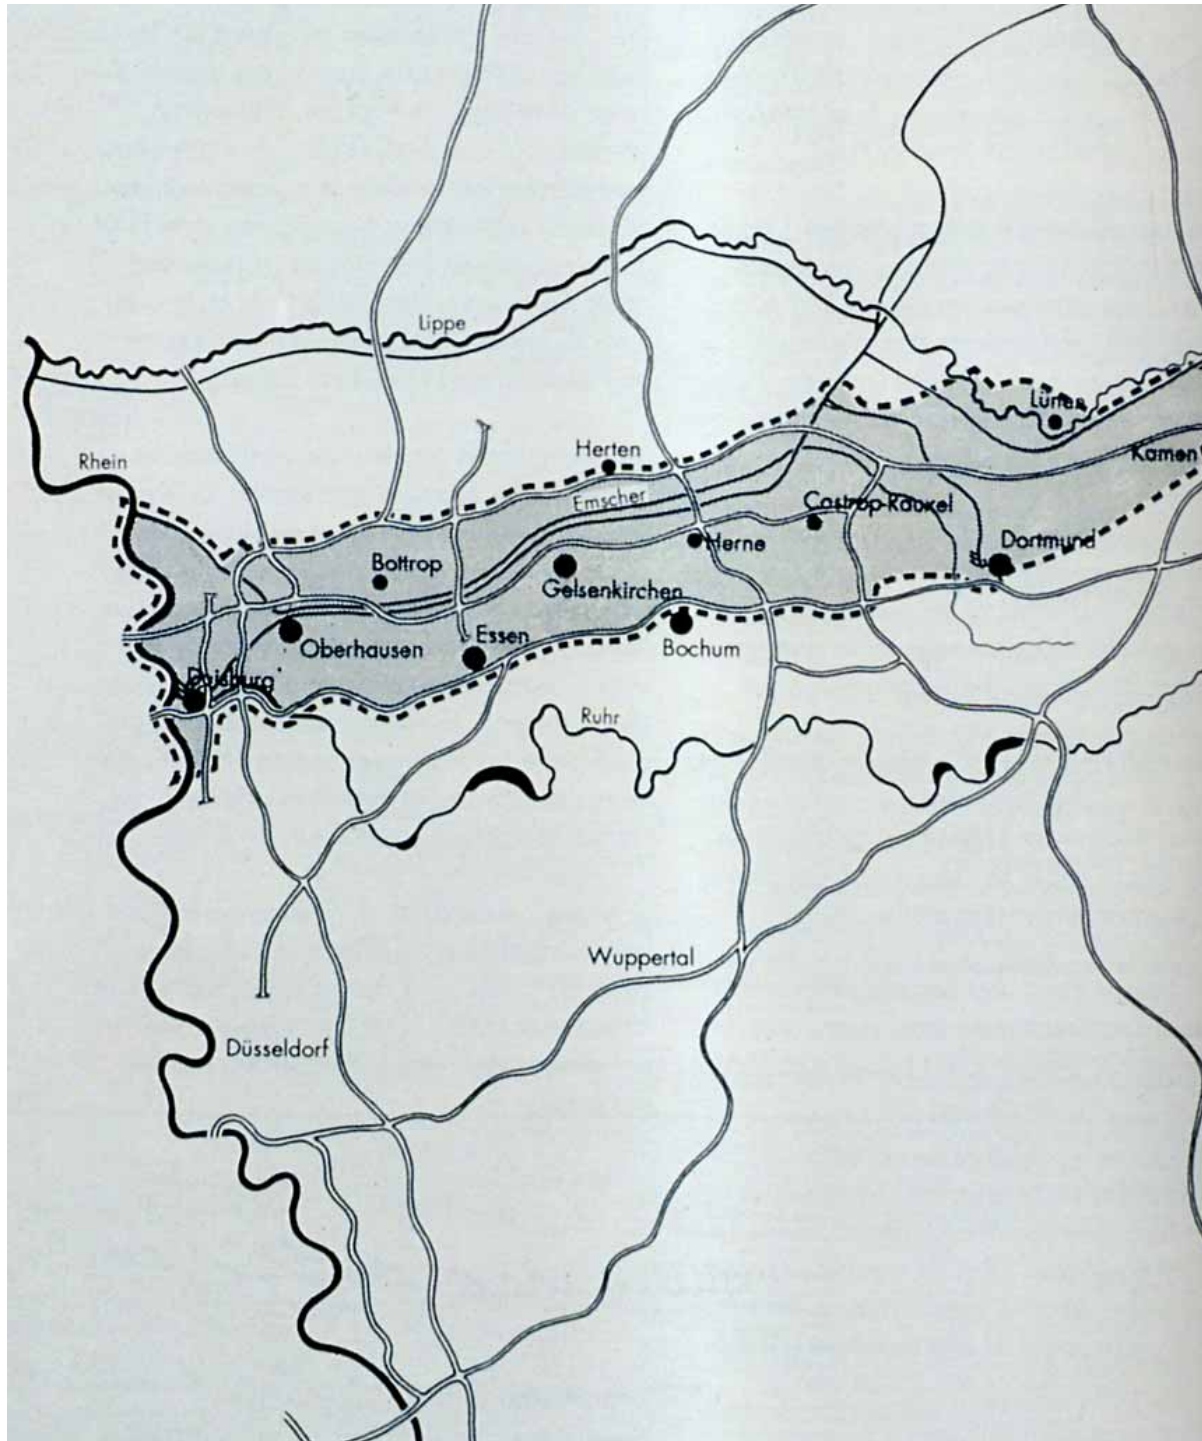 Lippe
Lünen
Rhein
Herten
Kamen
Emscher
Castrop-Rauxel
Bottrop
Herne
Dortmund
Gelsenkirchen
Oberhausen
Essen
Bochum
Duisburg
Ruhr
Wuppertal
Düsseldorf